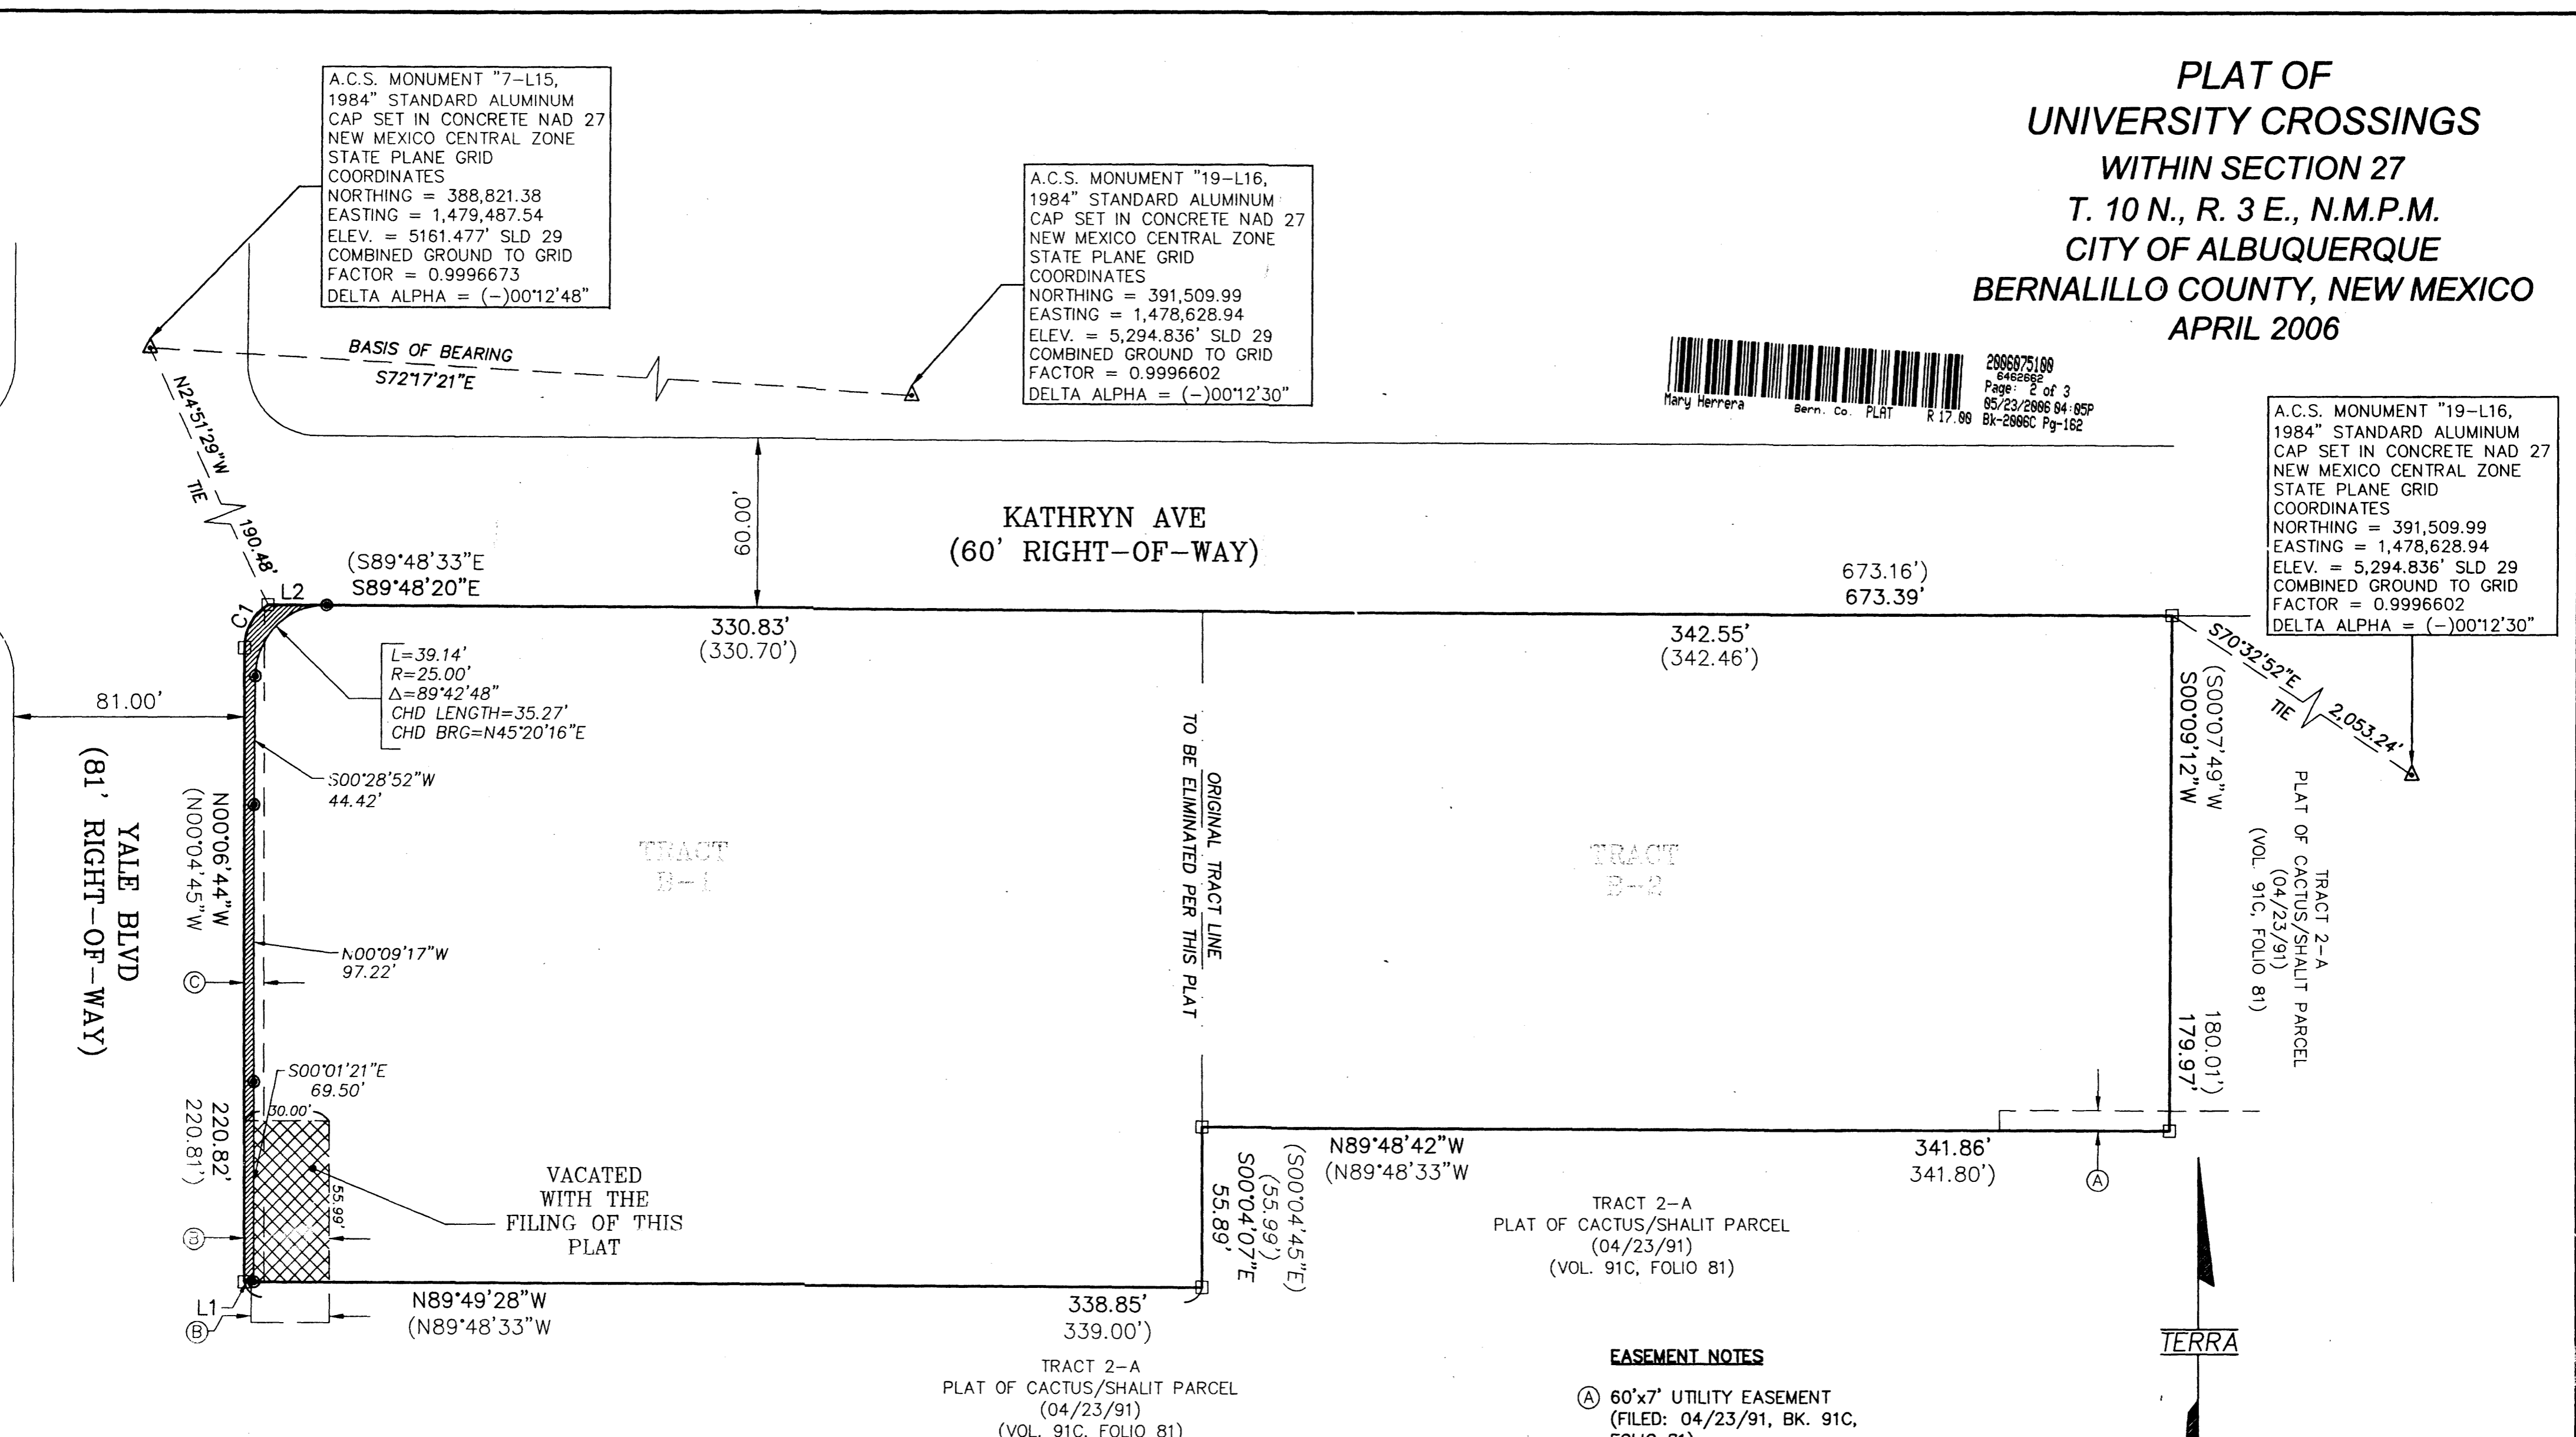 PLAT OF
UNIVERSITY CROSSINGS
WITHIN SECTION 27
T. 10 N., R. 3 E., N.M.P.M.
CITY OF ALBUQUERQUE
BERNALILLO COUNTY, NEW MEXICO
APRIL 2006
A.C.S. MONUMENT "7-L15,
1984" STANDARD ALUMINUM
CAP SET IN CONCRETE NAD 27
NEW MEXICO CENTRAL ZONE
STATE PLANE GRID
COORDINATES
NORTHING = 388,821.38
EASTING = 1,479,487.54
ELEV. = 5161.477' SLD 29
COMBINED GROUND TO GRID
FACTOR = 0.9996673
DELTA ALPHA = (-)00°12'48"
A.C.S. MONUMENT "19-L16,
1984" STANDARD ALUMINUM
CAP SET IN CONCRETE NAD 27
NEW MEXICO CENTRAL ZONE
STATE PLANE GRID
COORDINATES
NORTHING = 391,509.99
EASTING = 1,478,628.94
ELEV. = 5,294.836' SLD 29
COMBINED GROUND TO GRID
FACTOR = 0.9996602
DELTA ALPHA = (-)00°12'30"
2006075100
6462662
Page: 2 of 3
05/23/2006 04:05P
Mary Herrera Bern. Co. PLAT R 17.00 Bk-2006C Pg-162
A.C.S. MONUMENT "19-L16,
1984" STANDARD ALUMINUM
CAP SET IN CONCRETE NAD 27
NEW MEXICO CENTRAL ZONE
STATE PLANE GRID
COORDINATES
NORTHING = 391,509.99
EASTING = 1,478,628.94
ELEV. = 5,294.836' SLD 29
COMBINED GROUND TO GRID
FACTOR = 0.9996602
DELTA ALPHA = (-)00°12'30"
BASIS OF BEARING
S72°17'21"E
N24°51'29"W
TIE
190.48'
60.00'
KATHRYN AVE
(60' RIGHT-OF-WAY)
(S89°48'33"E
S89°48'20"E
673.16')
673.39'
L2
C1
330.83'
(330.70')
342.55'
(342.46')
L=39.14'
R=25.00'
Δ=89°42'48"
CHD LENGTH=35.27'
CHD BRG=N45°20'16"E
81.00'
S00°28'52"W
44.42'
YALE BLVD
(81' RIGHT-OF-WAY)
N00°06'44"W
(N00°04'45"W
N00°09'17"W
97.22'
C
S00°01'21"E
69.50'
30.00'
220.82'
220.81')
55.99'
B
VACATED
WITH THE
FILING OF THIS
PLAT
L1
B
TRACT
B-1
ORIGINAL TRACT LINE
TO BE ELIMINATED PER THIS PLAT
TRACT
B-2
S70°32'52"E
TIE
2,053.24'
(S00°07'49"W
S00°09'12"W
180.01')
179.97'
TRACT 2-A
PLAT OF CACTUS/SHALIT PARCEL
(04/23/91)
(VOL. 91C, FOLIO 81)
N89°48'42"W
(N89°48'33"W
341.86'
341.80')
A
(S00°04'45"E)
(55.99')
S00°04'07"E
55.89'
TRACT 2-A
PLAT OF CACTUS/SHALIT PARCEL
(04/23/91)
(VOL. 91C, FOLIO 81)
N89°49'28"W
(N89°48'33"W
338.85'
339.00')
TRACT 2-A
PLAT OF CACTUS/SHALIT PARCEL
(04/23/91)
(VOL. 91C, FOLIO 81)
EASEMENT NOTES
A 60'x7' UTILITY EASEMENT
(FILED: 04/23/91, BK. 91C,
TERRA